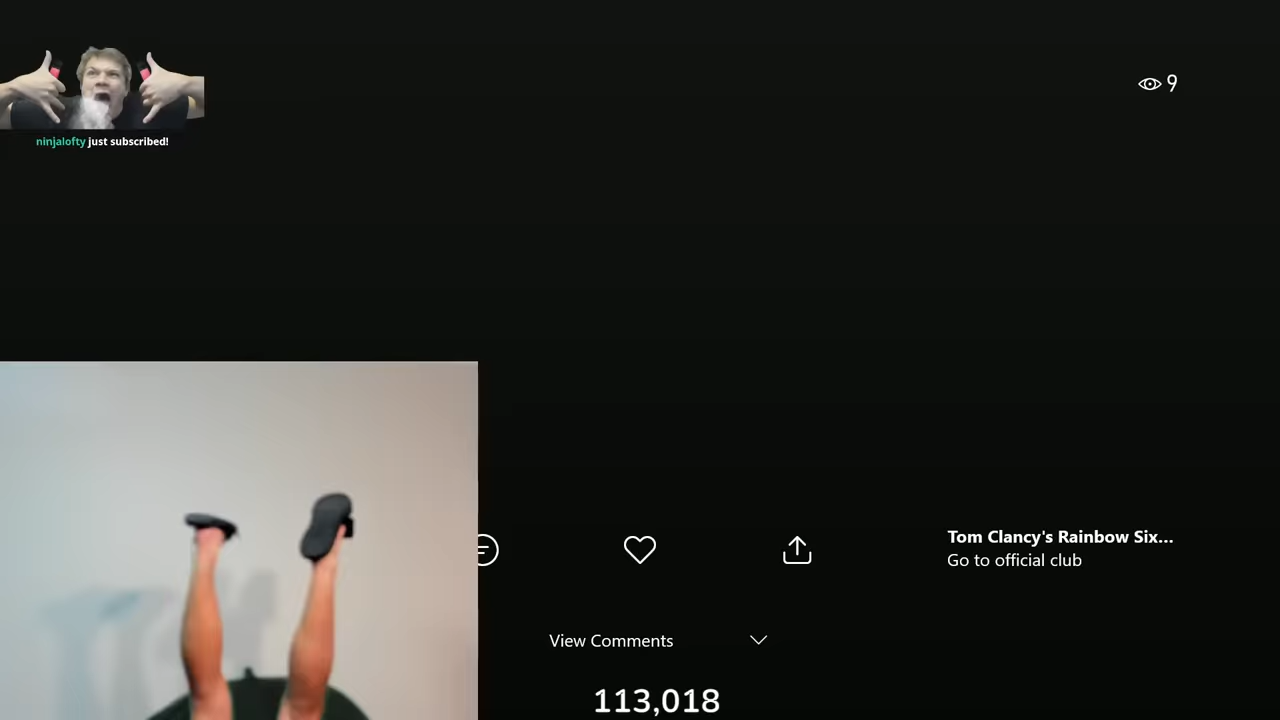 9
ninjalofty just subscribed!
Tom Clancy's Rainbow Six...
Go to official club
View Comments
113,018